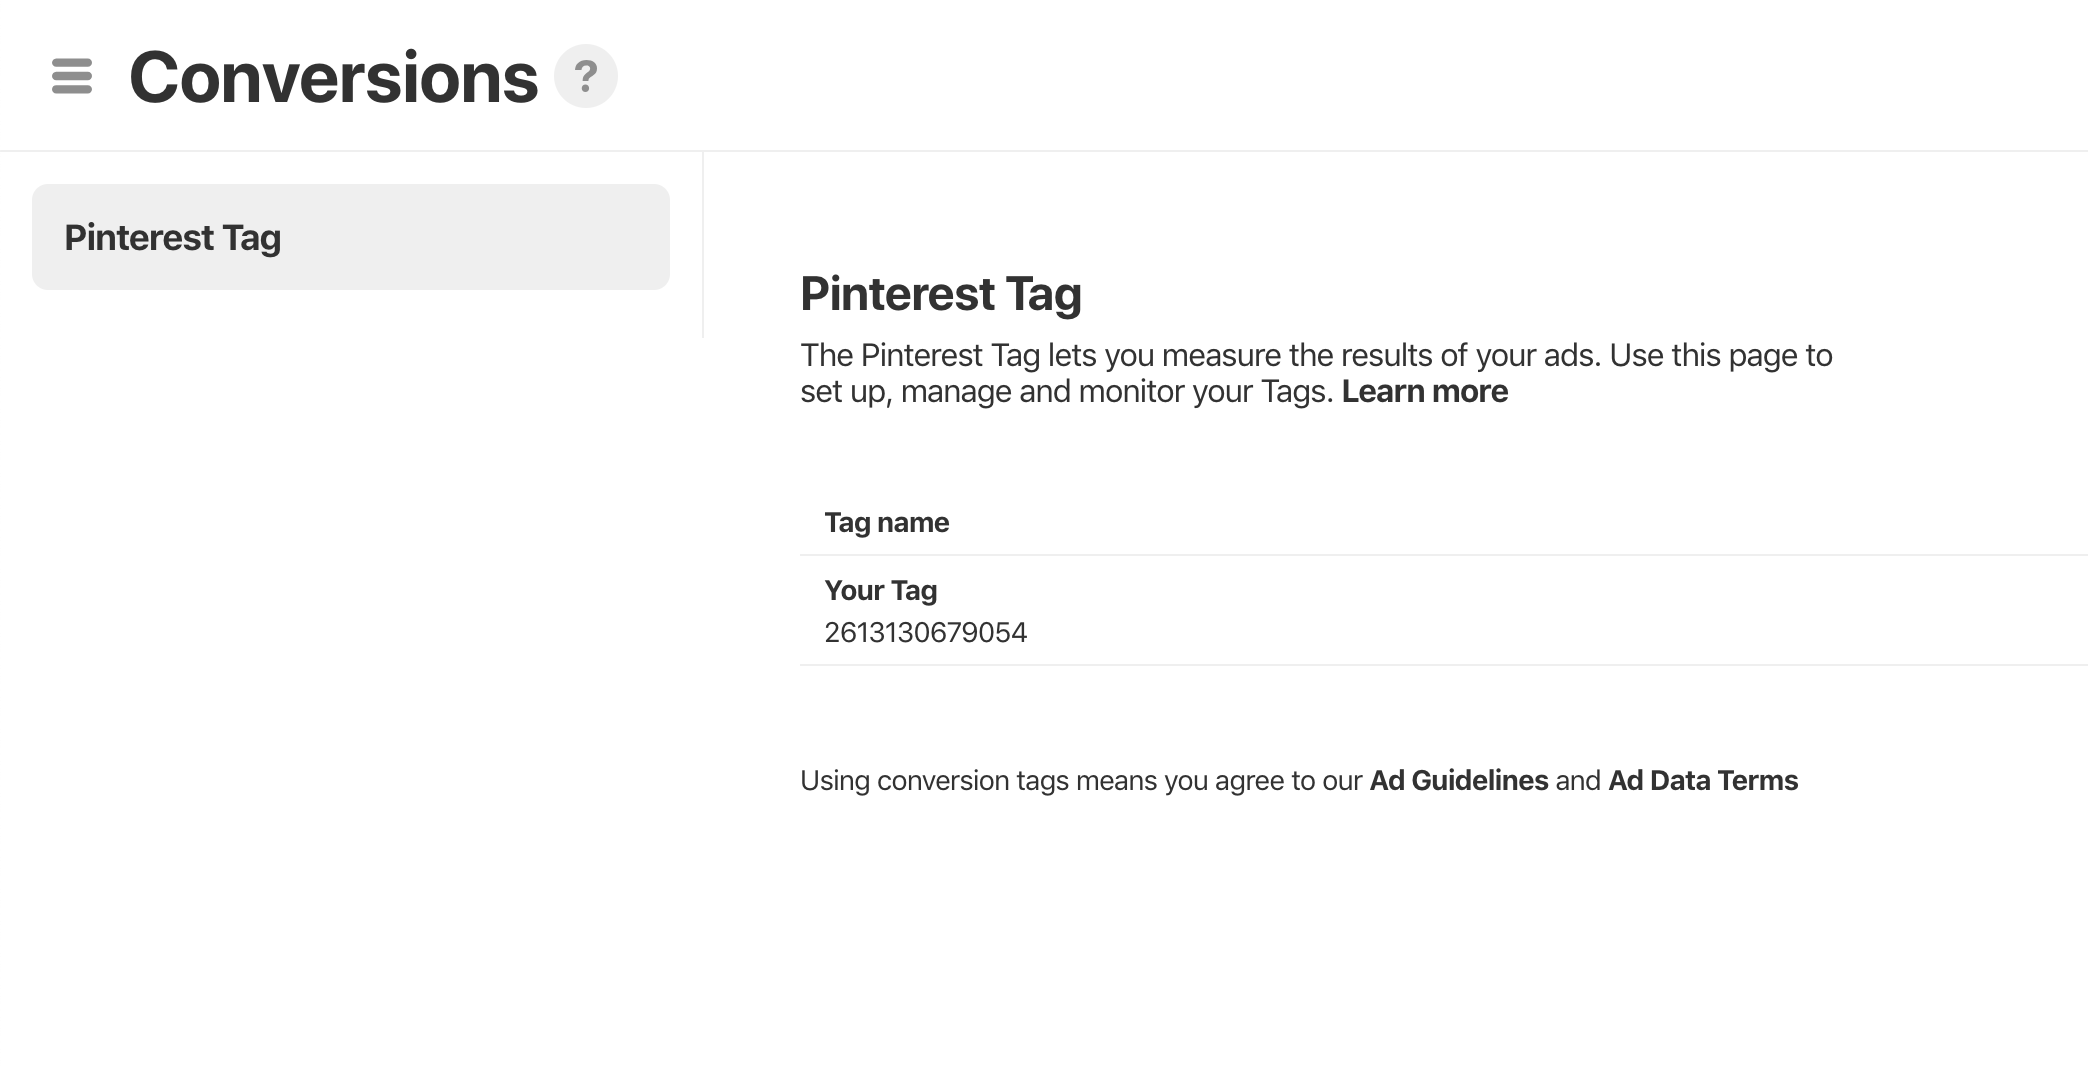 Conversions ?
Pinterest Tag
Pinterest Tag
The Pinterest Tag lets you measure the results of your ads. Use this page to
set up, manage and monitor your Tags. Learn more
Tag name
Your Tag
2613130679054
Using conversion tags means you agree to our Ad Guidelines and Ad Data Terms